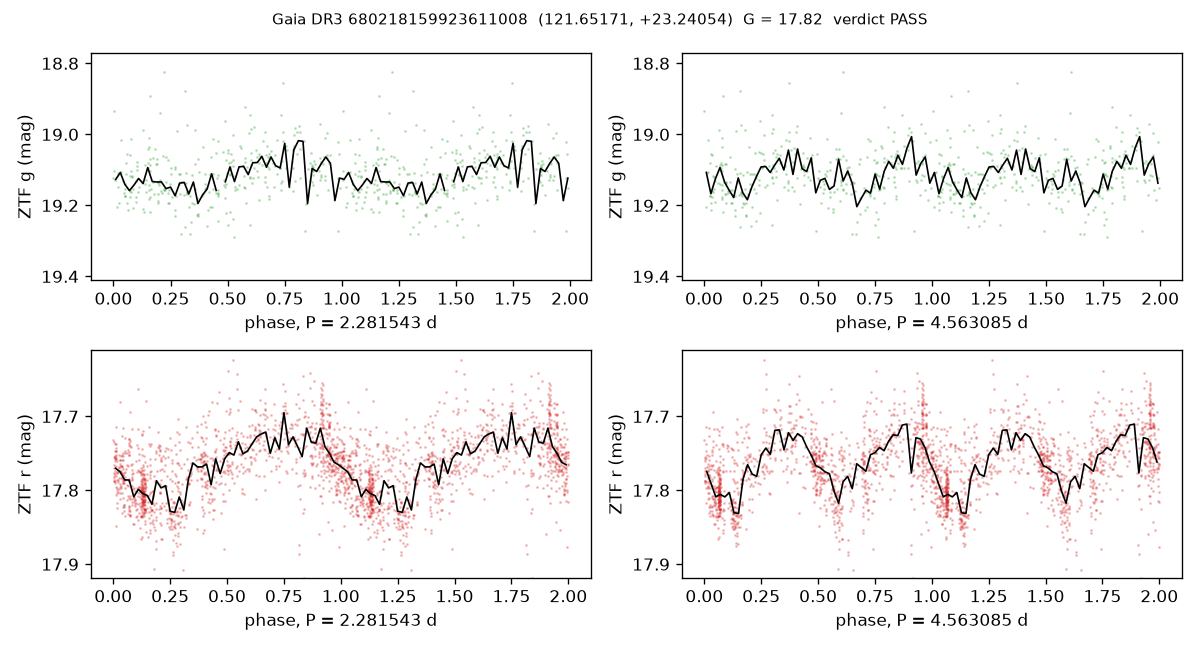 Gaia DR3 680218159923611008 (121.65171, +23.24054) G = 17.82 verdict PASS
ZTF g (mag)
18.8
19.0
19.2
19.4
0.00 0.25 0.50 0.75 1.00 1.25 1.50 1.75 2.00
phase, P = 2.281543 d
ZTF g (mag)
18.8
19.0
19.2
19.4
0.00 0.25 0.50 0.75 1.00 1.25 1.50 1.75 2.00
phase, P = 4.563085 d
ZTF r (mag)
17.7
17.8
17.9
0.00 0.25 0.50 0.75 1.00 1.25 1.50 1.75 2.00
phase, P = 2.281543 d
ZTF r (mag)
17.7
17.8
17.9
0.00 0.25 0.50 0.75 1.00 1.25 1.50 1.75 2.00
phase, P = 4.563085 d